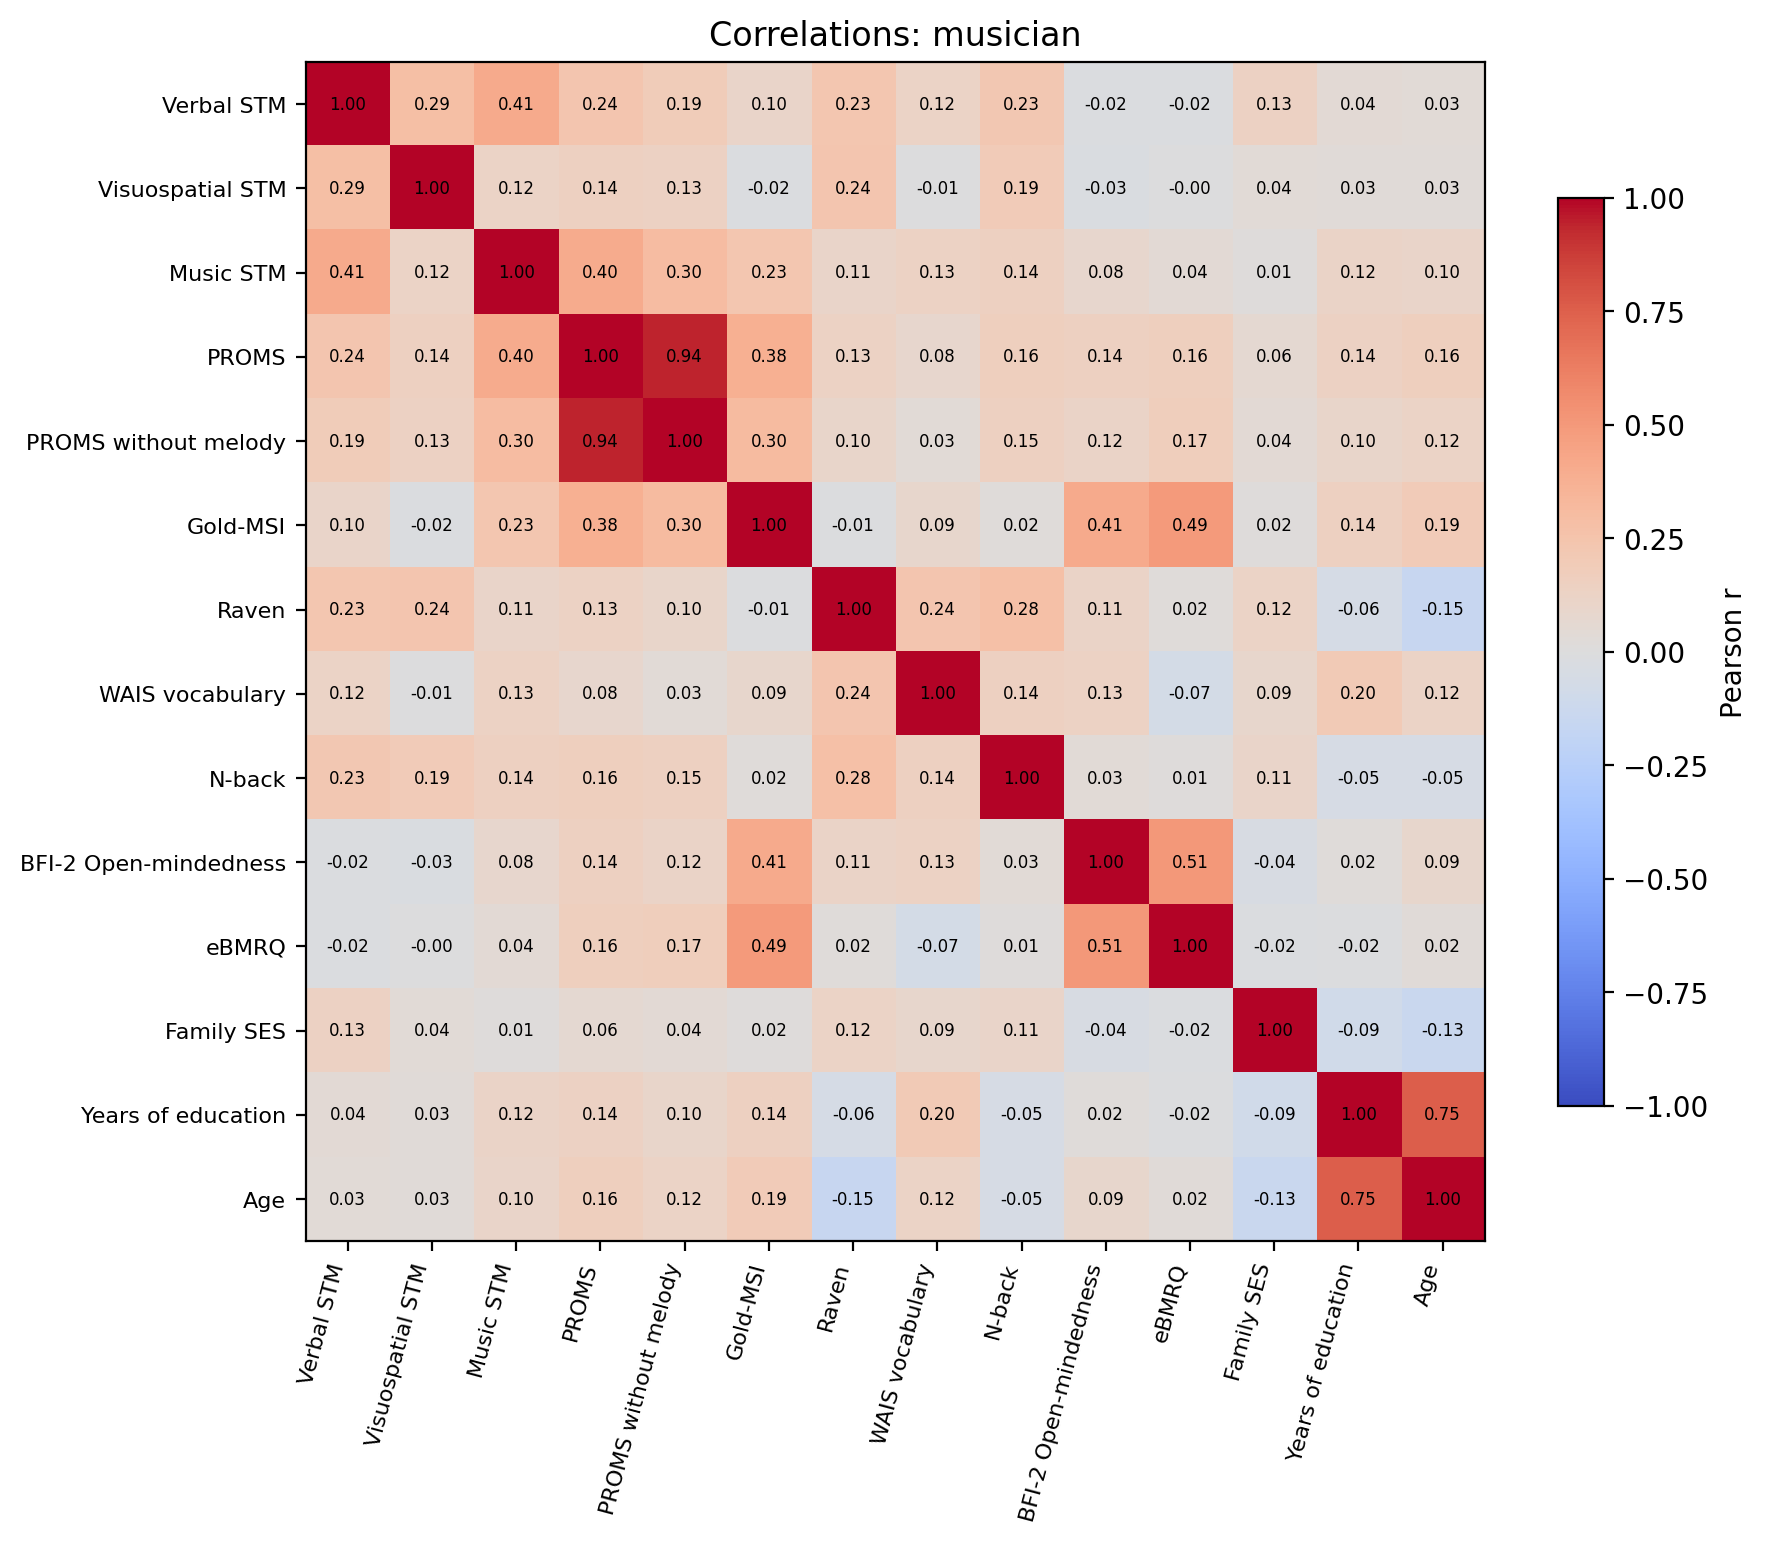 Correlations: musician
Verbal STM 1.00 0.29 0.41 0.24 0.19 0.10 0.23 0.12 0.23 -0.02 -0.02 0.13 0.04 0.03
Visuospatial STM 0.29 1.00 0.12 0.14 0.13 -0.02 0.24 -0.01 0.19 -0.03 -0.00 0.04 0.03 0.03
Music STM 0.41 0.12 1.00 0.40 0.30 0.23 0.11 0.13 0.14 0.08 0.04 0.01 0.12 0.10
PROMS 0.24 0.14 0.40 1.00 0.94 0.38 0.13 0.08 0.16 0.14 0.16 0.06 0.14 0.16
PROMS without melody 0.19 0.13 0.30 0.94 1.00 0.30 0.10 0.03 0.15 0.12 0.17 0.04 0.10 0.12
Gold-MSI 0.10 -0.02 0.23 0.38 0.30 1.00 -0.01 0.09 0.02 0.41 0.49 0.02 0.14 0.19
Raven 0.23 0.24 0.11 0.13 0.10 -0.01 1.00 0.24 0.28 0.11 0.02 0.12 -0.06 -0.15
WAIS vocabulary 0.12 -0.01 0.13 0.08 0.03 0.09 0.24 1.00 0.14 0.13 -0.07 0.09 0.20 0.12
N-back 0.23 0.19 0.14 0.16 0.15 0.02 0.28 0.14 1.00 0.03 0.01 0.11 -0.05 -0.05
BFI-2 Open-mindedness -0.02 -0.03 0.08 0.14 0.12 0.41 0.11 0.13 0.03 1.00 0.51 -0.04 0.02 0.09
eBMRQ -0.02 -0.00 0.04 0.16 0.17 0.49 0.02 -0.07 0.01 0.51 1.00 -0.02 -0.02 0.02
Family SES 0.13 0.04 0.01 0.06 0.04 0.02 0.12 0.09 0.11 -0.04 -0.02 1.00 -0.09 -0.13
Years of education 0.04 0.03 0.12 0.14 0.10 0.14 -0.06 0.20 -0.05 0.02 -0.02 -0.09 1.00 0.75
Age 0.03 0.03 0.10 0.16 0.12 0.19 -0.15 0.12 -0.05 0.09 0.02 -0.13 0.75 1.00
Verbal STM
Visuospatial STM
Music STM
PROMS
PROMS without melody
Gold-MSI
Raven
WAIS vocabulary
N-back
BFI-2 Open-mindedness
eBMRQ
Family SES
Years of education
Age
1.00
0.75
0.50
0.25
0.00
−0.25
−0.50
−0.75
−1.00
Pearson r